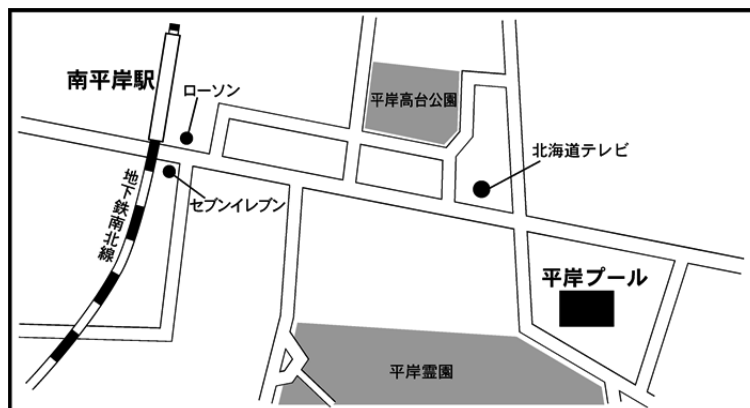 南平岸駅
ローソン
平岸高台公園
北海道テレビ
セブンイレブン
地下鉄南北線
平岸プール
平岸霊園